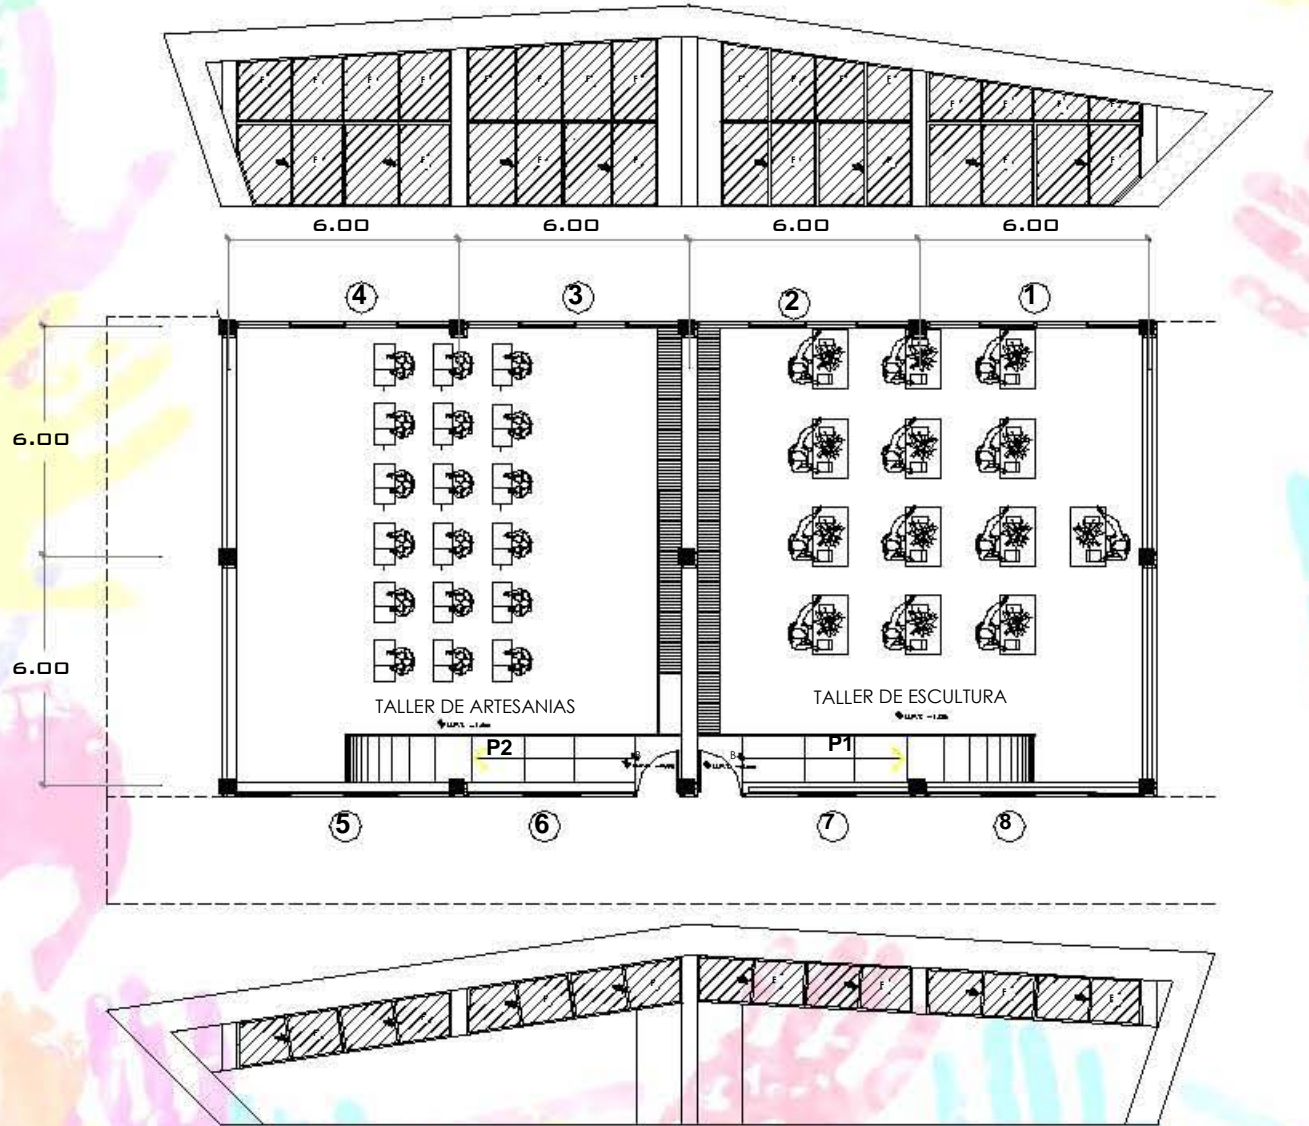 6.00 6.00 6.00 6.00
4 3 2 1
6.00
6.00
TALLER DE ARTESANIAS
TALLER DE ESCULTURA
P2
P1
5 6 7 8